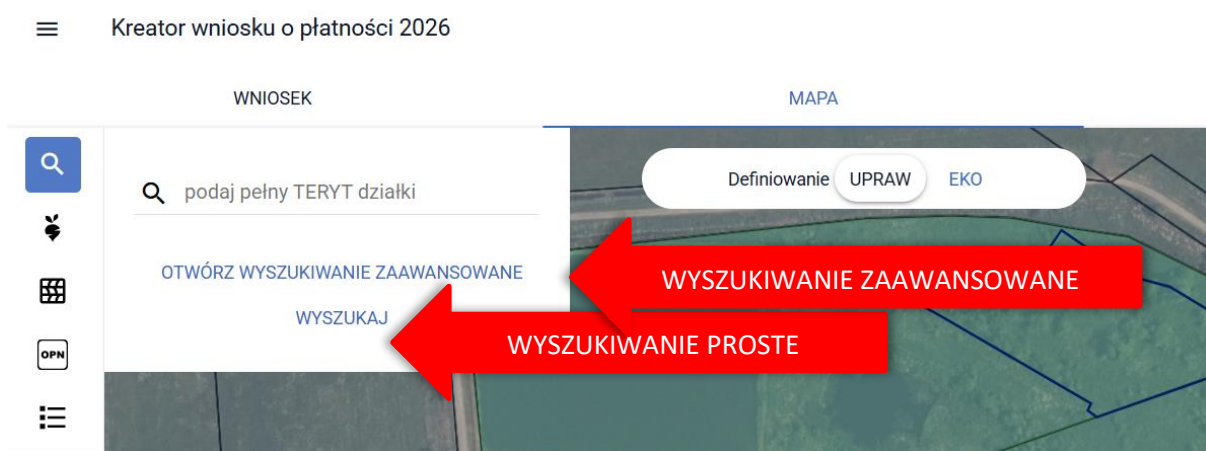 Kreator wniosku o płatności 2026
WNIOSEK
MAPA
podaj pełny TERYT działki
Definiowanie UPRAW EKO
OTWÓRZ WYSZUKIWANIE ZAAWANSOWANE
WYSZUKIWANIE ZAAWANSOWANE
WYSZUKAJ
WYSZUKIWANIE PROSTE
OPN